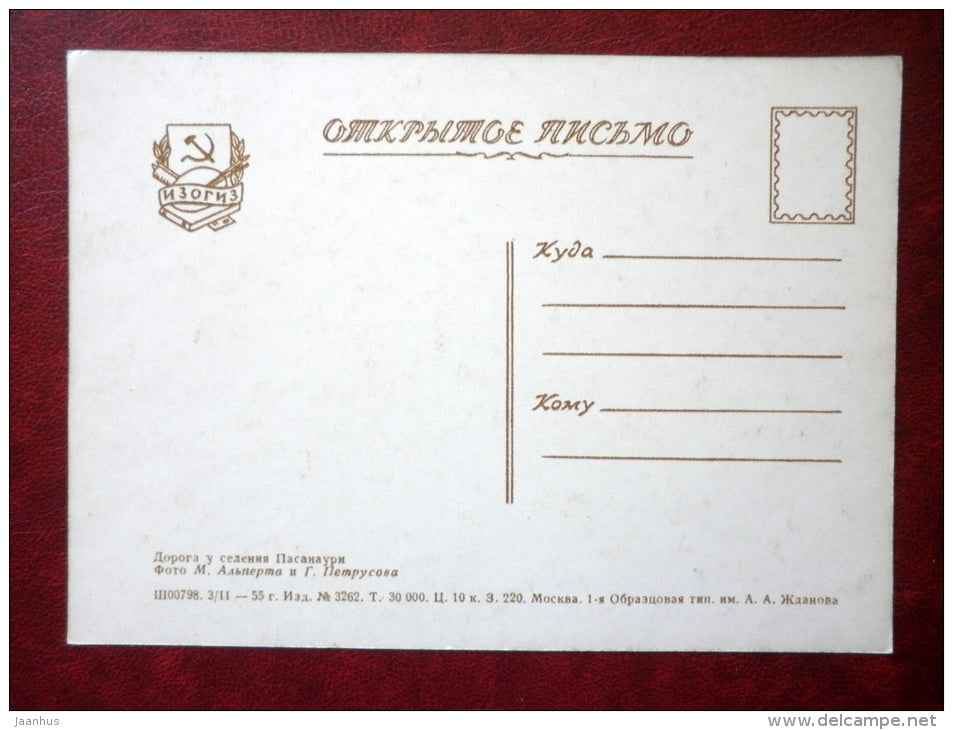 ОТКРЫТОЕ ПИСЬМО
ИЗОГИЗ
Куда
Кому
Дорога у селения Пасанаури
Фото М. Альперта и Г. Петрусова
Ш00798. 3/II — 55 г. Изд. № 3262. Т. 30 000. Ц. 10 к. З. 220. Москва. 1-я Образцовая тип. им. А. А. Жданова
jaanhus
www.delcampe.net